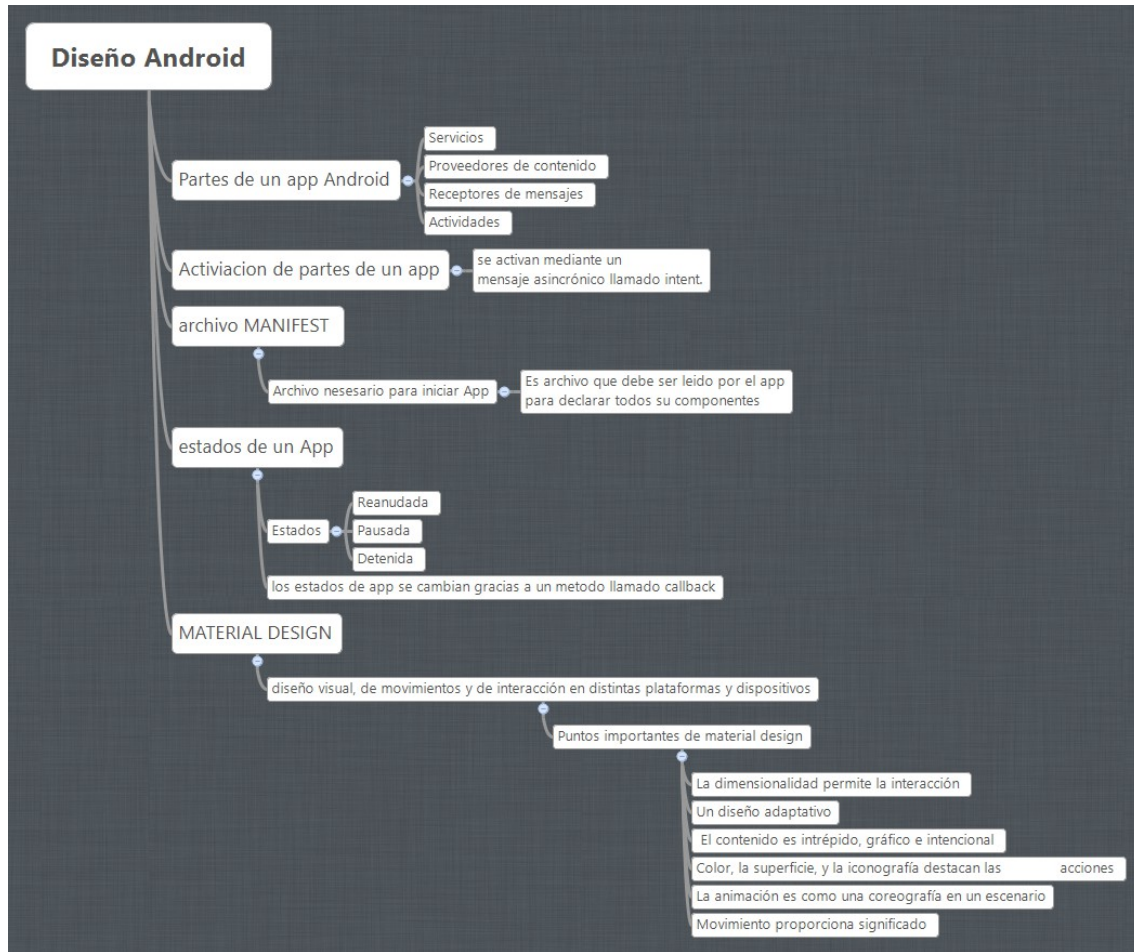 Diseño Android
Partes de un app Android
Servicios
Proveedores de contenido
Receptores de mensajes
Actividades
Activiacion de partes de un app
se activan mediante un
mensaje asincrónico llamado intent.
archivo MANIFEST
Archivo nesesario para iniciar App
Es archivo que debe ser leido por el app
para declarar todos su componentes
estados de un App
Estados
Reanudada
Pausada
Detenida
los estados de app se cambian gracias a un metodo llamado callback
MATERIAL DESIGN
diseño visual, de movimientos y de interacción en distintas plataformas y dispositivos
Puntos importantes de material design
La dimensionalidad permite la interacción
Un diseño adaptativo
El contenido es intrépido, gráfico e intencional
Color, la superficie, y la iconografía destacan las acciones
La animación es como una coreografía en un escenario
Movimiento proporciona significado